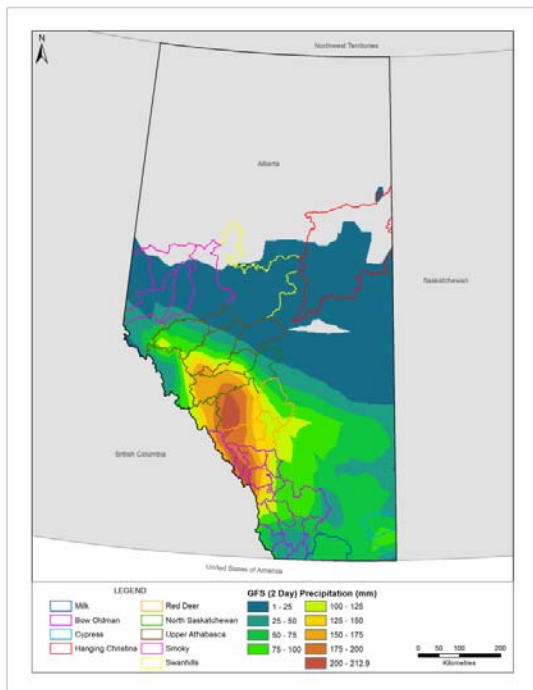 N
Northwest Territories
Alberta
Saskatchewan
British Columbia
United States of America
LEGEND
Milk
Bow Oldman
Cypress
Hanging Christina
Red Deer
North Saskatchewan
Upper Athabasca
Smoky
Swanhills
GFS (2 Day) Precipitation (mm)
1 - 25
25 - 50
50 - 75
75 - 100
100 - 125
125 - 150
150 - 175
175 - 200
200 - 212.9
0 50 100 200
Kilometres